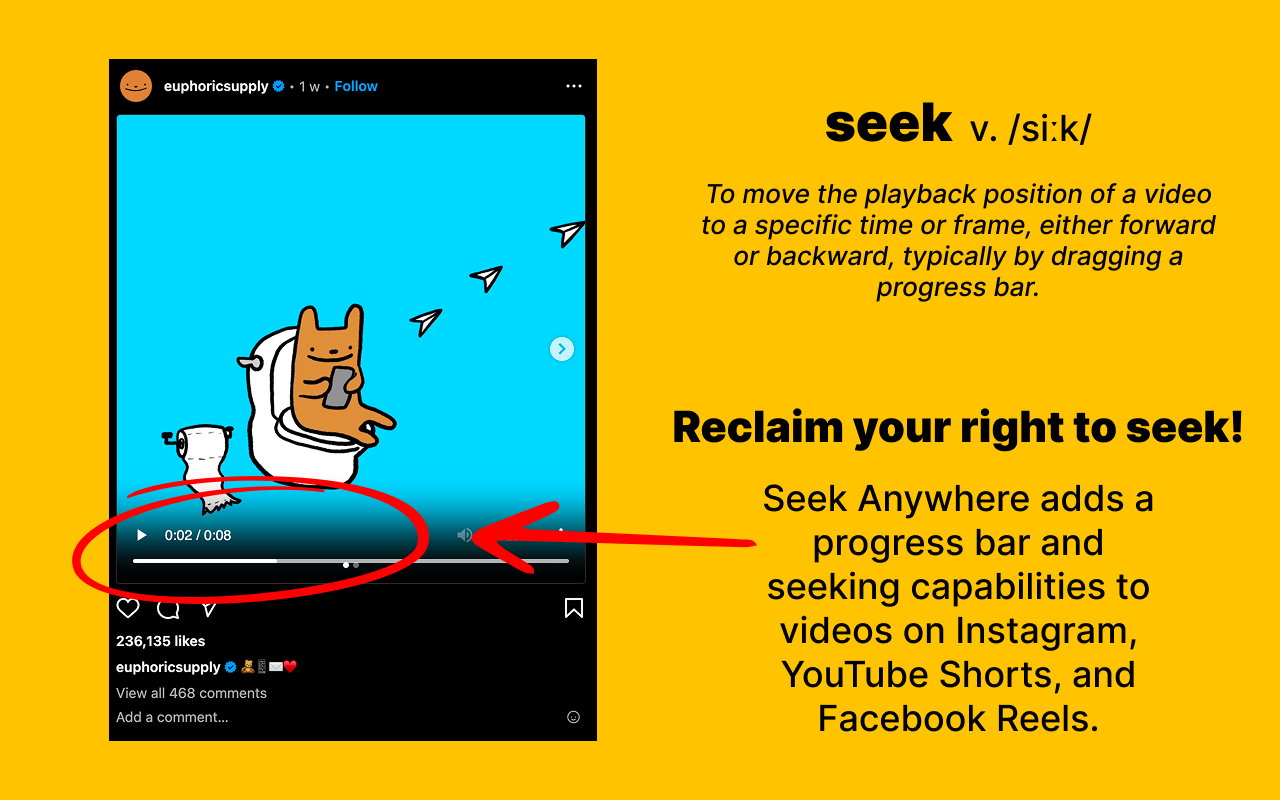 euphoricsupply • 1 w • Follow
0:02 / 0:08
236,135 likes
euphoricsupply 🧸📱✉️❤️
View all 468 comments
Add a comment...
seek v. /siːk/
To move the playback position of a video
to a specific time or frame, either forward
or backward, typically by dragging a
progress bar.
Reclaim your right to seek!
Seek Anywhere adds a
progress bar and
seeking capabilities to
videos on Instagram,
YouTube Shorts, and
Facebook Reels.